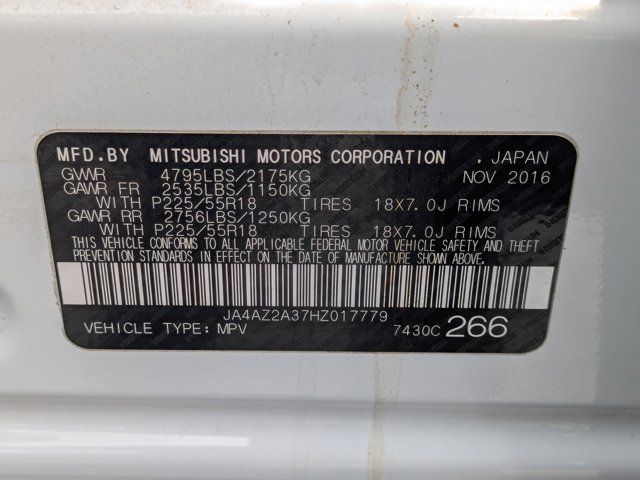 MFD.BY MITSUBISHI MOTORS CORPORATION , JAPAN
GVWR 4795LBS/2175KG NOV 2016
GAWR FR 2535LBS/1150KG
WITH P225/55R18 TIRES 18X7.0J RIMS
GAWR RR 2756LBS/1250KG
WITH P225/55R18 TIRES 18X7.0J RIMS
THIS VEHICLE CONFORMS TO ALL APPLICABLE FEDERAL MOTOR VEHICLE SAFETY AND THEFT
PREVENTION STANDARDS IN EFFECT ON THE DATE OF MANUFACTURE SHOWN ABOVE.
JA4AZ2A37HZ017779
VEHICLE TYPE: MPV 7430C 266